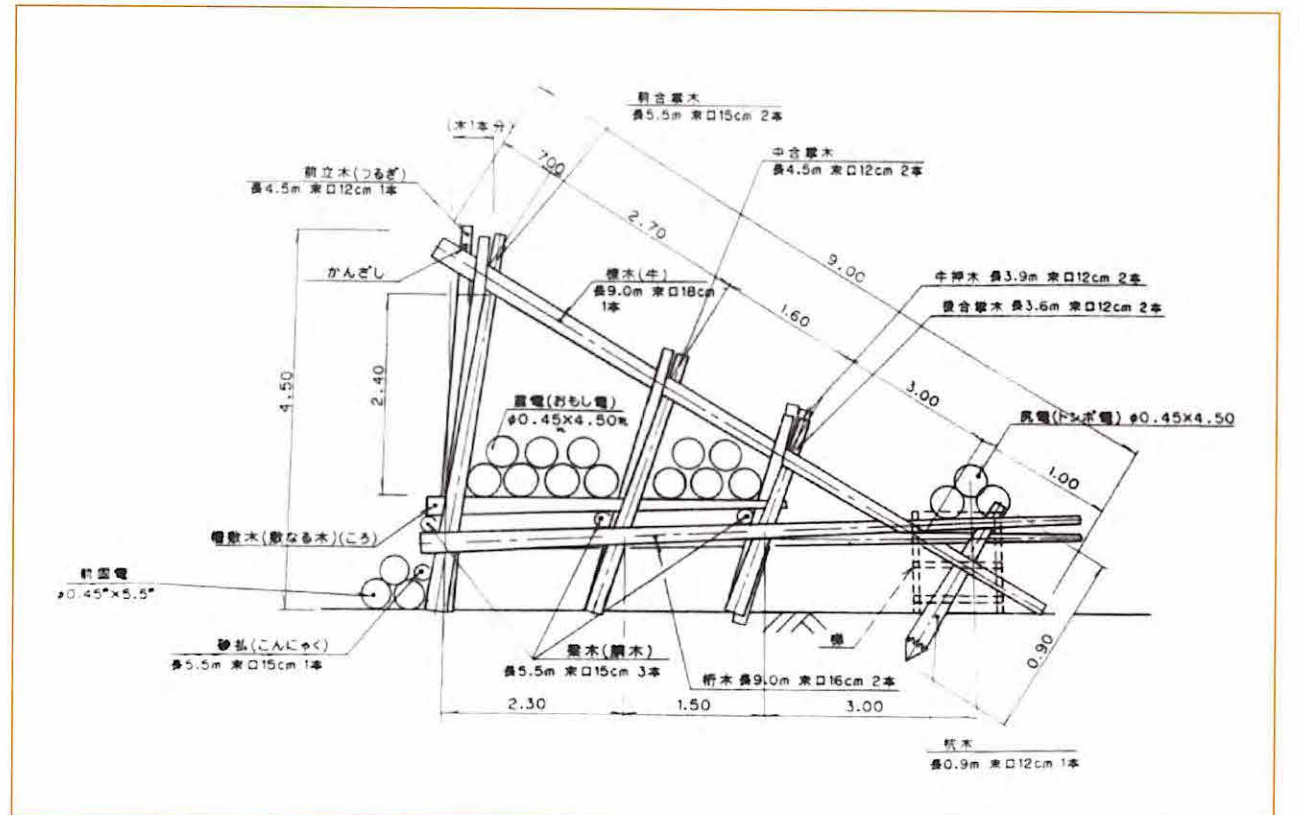 前合掌木
長5.5m 末口15cm 2本
(木1本分)
中合掌木
長4.5m 末口12cm 2本
前立木(つるぎ)
長4.5m 末口12cm 1本
700
2.70
9.00
かんざし
棟木(牛)
長9.0m 末口18cm
1本
牛押木 長3.9m 末口12cm 2本
後合掌木 長3.6m 末口12cm 2本
1.60
4.50
2.40
3.00
重篭(おもし篭)
φ0.45×4.50m
尻篭(トンボ篭) φ0.45×4.50
1.00
敷木(敷なる木)(ころ)
前固篭
φ0.45m×5.5m
砂払(こんにゃく)
長5.5m 末口15cm 1本
梁木(胴木)
長5.5m 末口15cm 3本
桁木 長9.0m 末口16cm 2本
0.90
2.30
1.50
3.00
杭木
長0.9m 末口12cm 1本